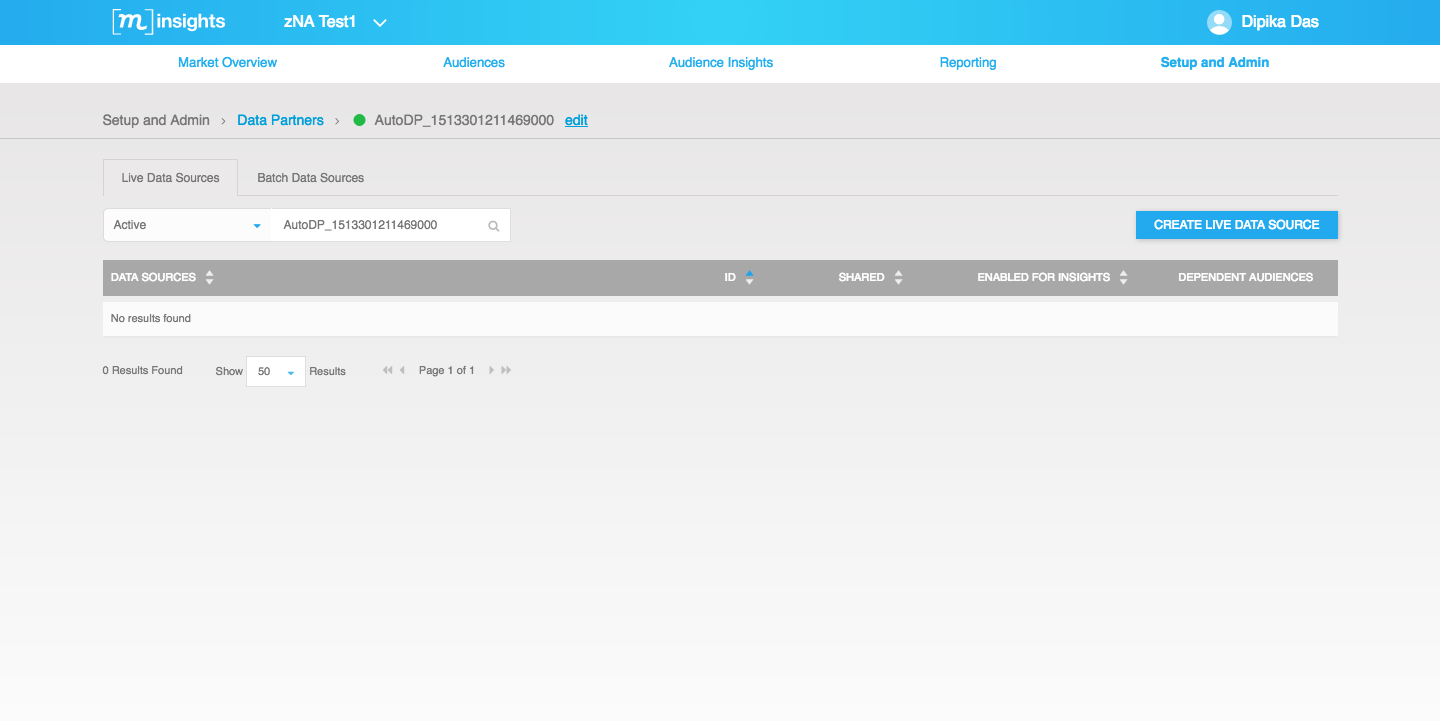 [m] insights zNA Test1 Dipika Das
Market Overview Audiences Audience Insights Reporting Setup and Admin
Setup and Admin › Data Partners › AutoDP_1513301211469000 edit
Live Data Sources Batch Data Sources
Active AutoDP_1513301211469000 CREATE LIVE DATA SOURCE
DATA SOURCES ID SHARED ENABLED FOR INSIGHTS DEPENDENT AUDIENCES
No results found
0 Results Found Show 50 Results Page 1 of 1